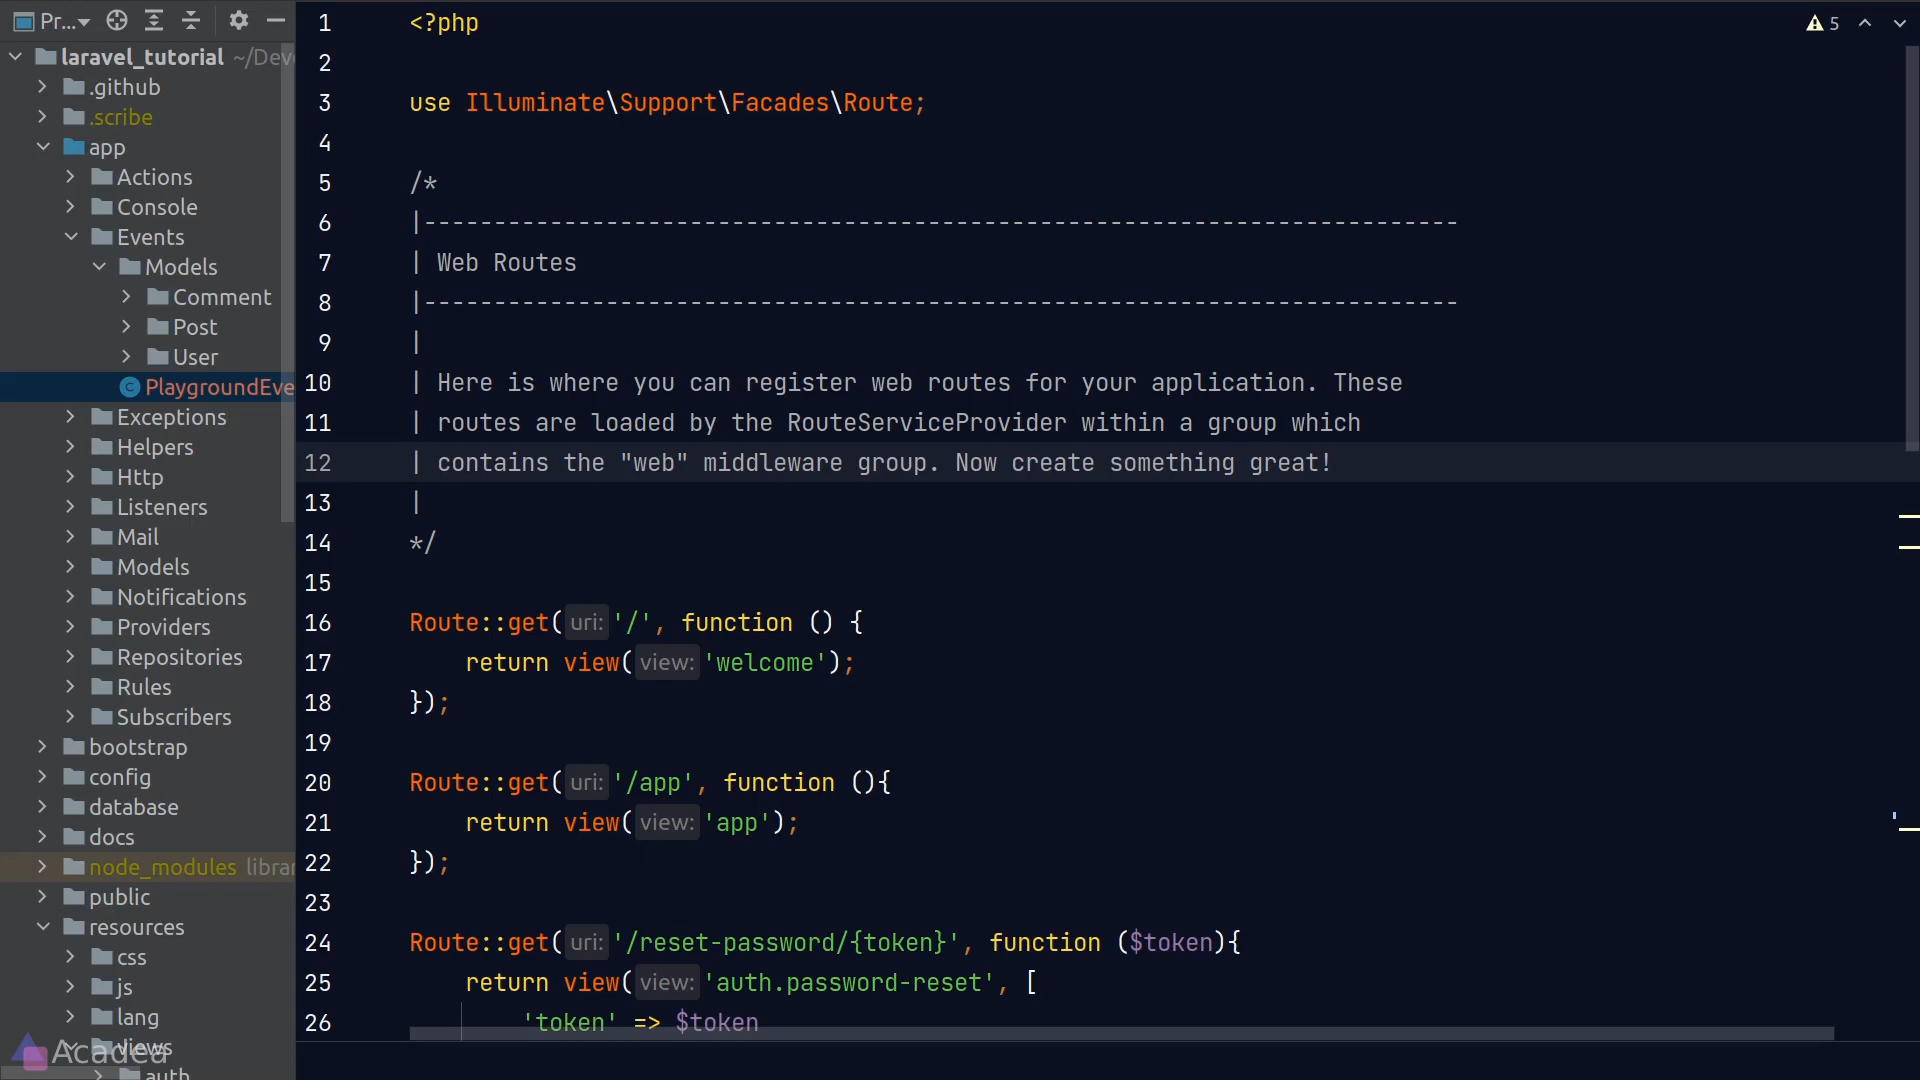 Pr...
laravel_tutorial ~/Dev
.github
.scribe
app
Actions
Console
Events
Models
Comment
Post
User
PlaygroundEve
Exceptions
Helpers
Http
Listeners
Mail
Models
Notifications
Providers
Repositories
Rules
Subscribers
bootstrap
config
database
docs
node_modules librar
public
resources
css
js
lang
views
auth
Acadea
5
1 <?php
2
3 use Illuminate\Support\Facades\Route;
4
5 /*
6 |--------------------------------------------------------------------------
7 | Web Routes
8 |--------------------------------------------------------------------------
9 |
10 | Here is where you can register web routes for your application. These
11 | routes are loaded by the RouteServiceProvider within a group which
12 | contains the "web" middleware group. Now create something great!
13 |
14 */
15
16 Route::get( uri: '/', function () {
17 return view( view: 'welcome');
18 });
19
20 Route::get( uri: '/app', function (){
21 return view( view: 'app');
22 });
23
24 Route::get( uri: '/reset-password/{token}', function ($token){
25 return view( view: 'auth.password-reset', [
26 'token' => $token